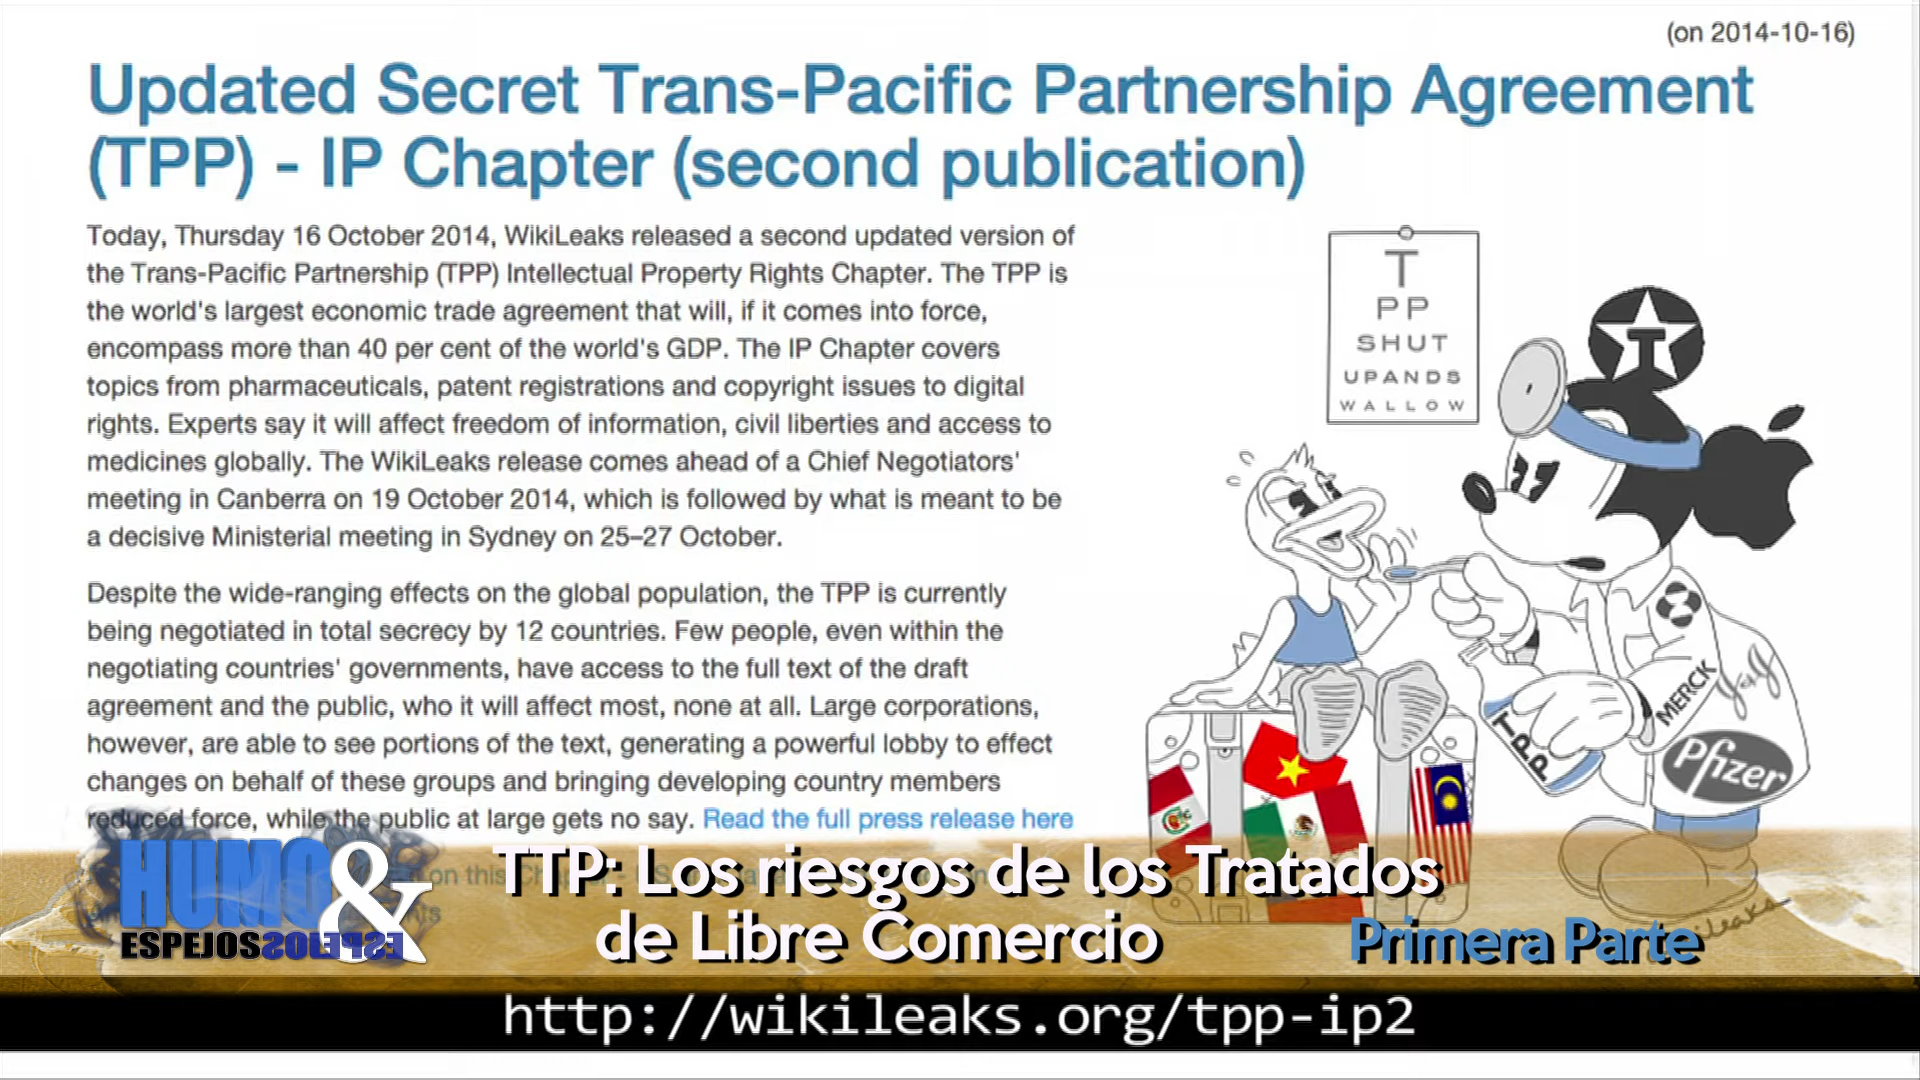 (on 2014-10-16)
Updated Secret Trans-Pacific Partnership Agreement
(TPP) - IP Chapter (second publication)
Today, Thursday 16 October 2014, WikiLeaks released a second updated version of
the Trans-Pacific Partnership (TPP) Intellectual Property Rights Chapter. The TPP is
the world's largest economic trade agreement that will, if it comes into force,
encompass more than 40 per cent of the world's GDP. The IP Chapter covers
topics from pharmaceuticals, patent registrations and copyright issues to digital
rights. Experts say it will affect freedom of information, civil liberties and access to
medicines globally. The WikiLeaks release comes ahead of a Chief Negotiators'
meeting in Canberra on 19 October 2014, which is followed by what is meant to be
a decisive Ministerial meeting in Sydney on 25–27 October.
Despite the wide-ranging effects on the global population, the TPP is currently
being negotiated in total secrecy by 12 countries. Few people, even within the
negotiating countries' governments, have access to the full text of the draft
agreement and the public, who it will affect most, none at all. Large corporations,
however, are able to see portions of the text, generating a powerful lobby to effect
changes on behalf of these groups and bringing developing country members
reduced force, while the public at large gets no say. Read the full press release here
T
PP
SHUT
UPANDS
WALLOW
T
MERCK
J&J
Pfizer
TPP
on this
HUMO &
ESPEJOS ESPEJOS
TTP: Los riesgos de los Tratados
de Libre Comercio
Primera Parte
http://wikileaks.org/tpp-ip2